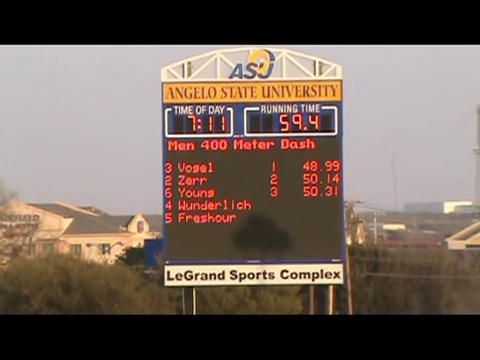 ASU
ANGELO STATE UNIVERSITY
TIME OF DAY RUNNING TIME
7:11 59.4
Men 400 Meter Dash
3 Vogel 1 48.99
2 Zerr 2 50.14
6 Young 3 50.31
4 Wunderlich
5 Freshour
LeGrand Sports Complex